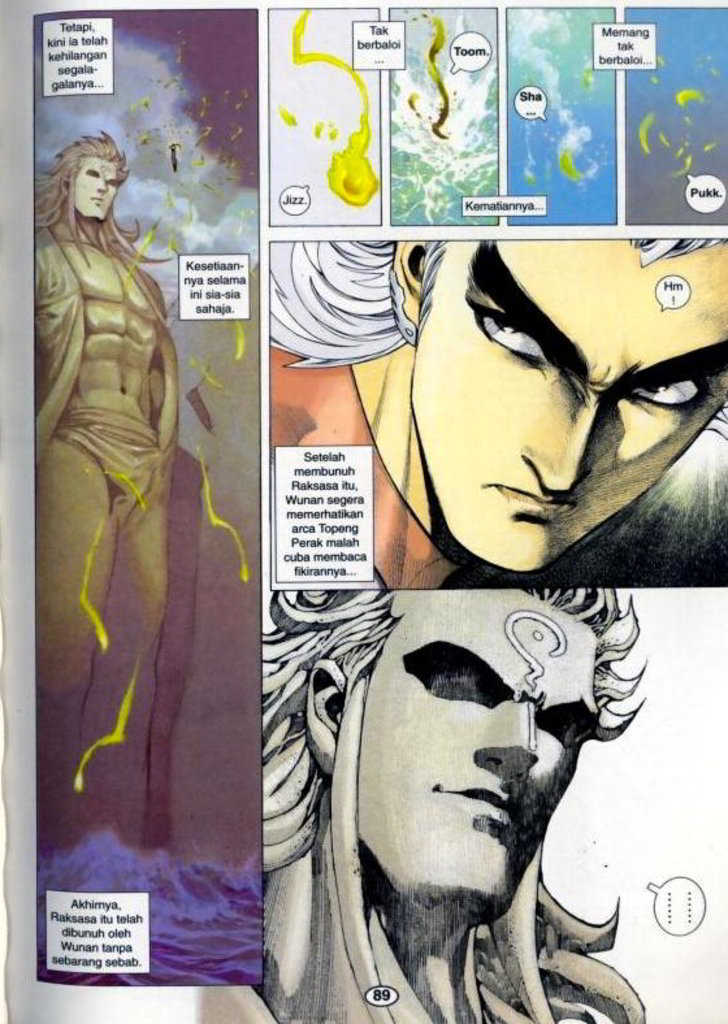 Tetapi,
kini ia telah
kehilangan
segala-
galanya...
Kesetiaan-
nya selama
ini sia-sia
sahaja.
Akhirnya,
Raksasa itu telah
dibunuh oleh
Wunan tanpa
sebarang sebab.
Jizz.
Tak
berbaloi
...
Toom.
Kematiannya...
Sha
...
Memang
tak
berbaloi...
Pukk.
Hm
!
Setelah
membunuh
Raksasa itu,
Wunan segera
memerhatikan
arca Topeng
Perak malah
cuba membaca
fikirannya...
......
......
89